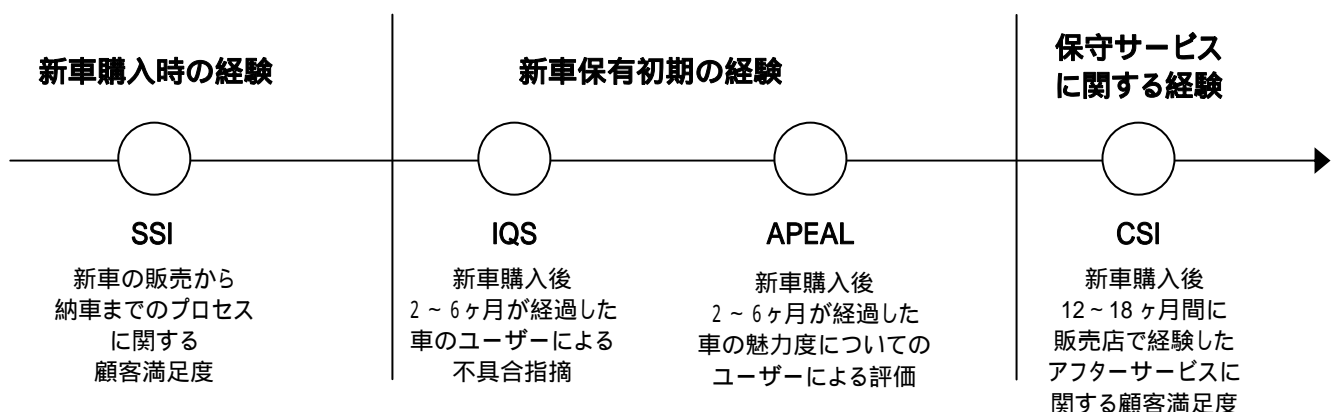 新車購入時の経験
新車保有初期の経験
保守サービス
に関する経験
SSI
新車の販売から
納車までのプロセス
に関する
顧客満足度
IQS
新車購入後
2~6ヶ月が経過した
車のユーザーによる
不具合指摘
APEAL
新車購入後
2~6ヶ月が経過した
車の魅力度についての
ユーザーによる評価
CSI
新車購入後
12~18ヶ月間に
販売店で経験した
アフターサービスに
関する顧客満足度